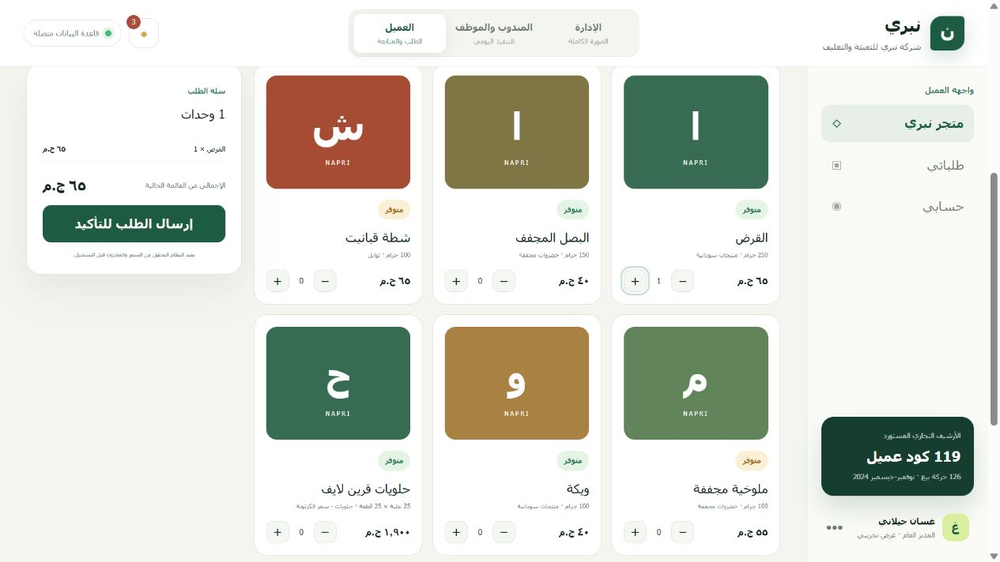 ن
نبري
شركة نبري للتعبئة والتغليف
الإدارة
الصورة الكاملة
المندوب والموظف
التنفيذ اليومي
العميل
الطلب والمتابعة
3
قاعدة البيانات متصلة
واجهة العميل
متجر نبري
طلباتي
حسابي
الأرشيف التجاري المستورد
119 كود عميل
126 حركة بيع · نوفمبر–ديسمبر 2024
غ
غسان جيلاني
المدير العام · عرض تجريبي
ا
NAPRI
متوفر
القرض
250 جرام · منتجات سودانية
٦٥ ج.م
−
1
+
ا
NAPRI
متوفر
البصل المجفف
150 جرام · خضروات مجففة
٤٠ ج.م
−
0
+
ش
NAPRI
متوفر
شطة قبانيت
100 جرام · توابل
٦٥ ج.م
−
0
+
م
NAPRI
متوفر
ملوخية مجففة
100 جرام · خضروات مجففة
٥٥ ج.م
−
0
+
و
NAPRI
متوفر
ويكة
100 جرام · منتجات سودانية
٤٠ ج.م
−
0
+
ح
NAPRI
متوفر
حلويات قرين لايف
25 علبة × 25 قطعة · حلويات - سعر الكرتونة
١,٩٠٠ ج.م
−
0
+
سلة الطلب
1 وحدات
القرض × 1
٦٥ ج.م
الإجمالي من القائمة الحالية
٦٥ ج.م
إرسال الطلب للتأكيد
يعيد النظام التحقق من السعر والمخزون قبل التسجيل.